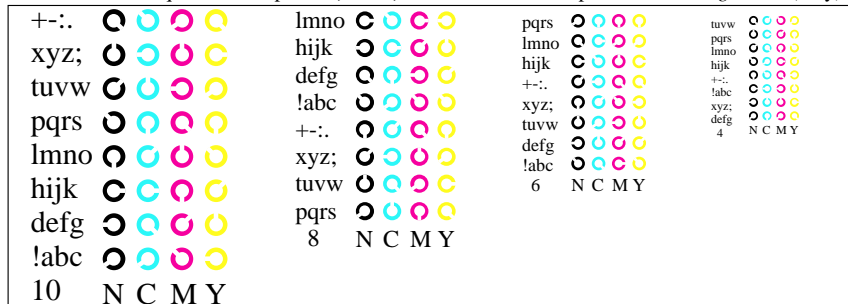 +-:.
xyz;
tuvw
pqrs
lmno
hijk
defg
!abc
10 N C M Y
lmno
hijk
defg
!abc
+-:.
xyz;
tuvw
pqrs
8 N C M Y
pqrs
lmno
hijk
+-:.
xyz;
tuvw
defg
!abc
6 N C M Y
tuvw
pqrs
lmno
hijk
+-:.
!abc
xyz;
defg
4 N C M Y